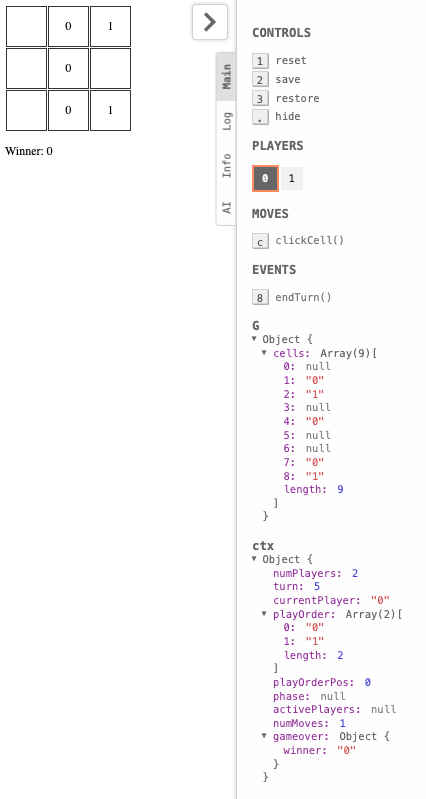 0 1
0
0 1
Winner: 0
Main
Log
Info
AI
CONTROLS
1 reset
2 save
3 restore
. hide
PLAYERS
0 1
MOVES
c clickCell()
EVENTS
8 endTurn()
G
▼ Object {
▼ cells: Array(9)[
0: null
1: "0"
2: "1"
3: null
4: "0"
5: null
6: null
7: "0"
8: "1"
length: 9
]
}
ctx
▼ Object {
numPlayers: 2
turn: 5
currentPlayer: "0"
▼ playOrder: Array(2)[
0: "0"
1: "1"
length: 2
]
playOrderPos: 0
phase: null
activePlayers: null
numMoves: 1
▼ gameover: Object {
winner: "0"
}
}